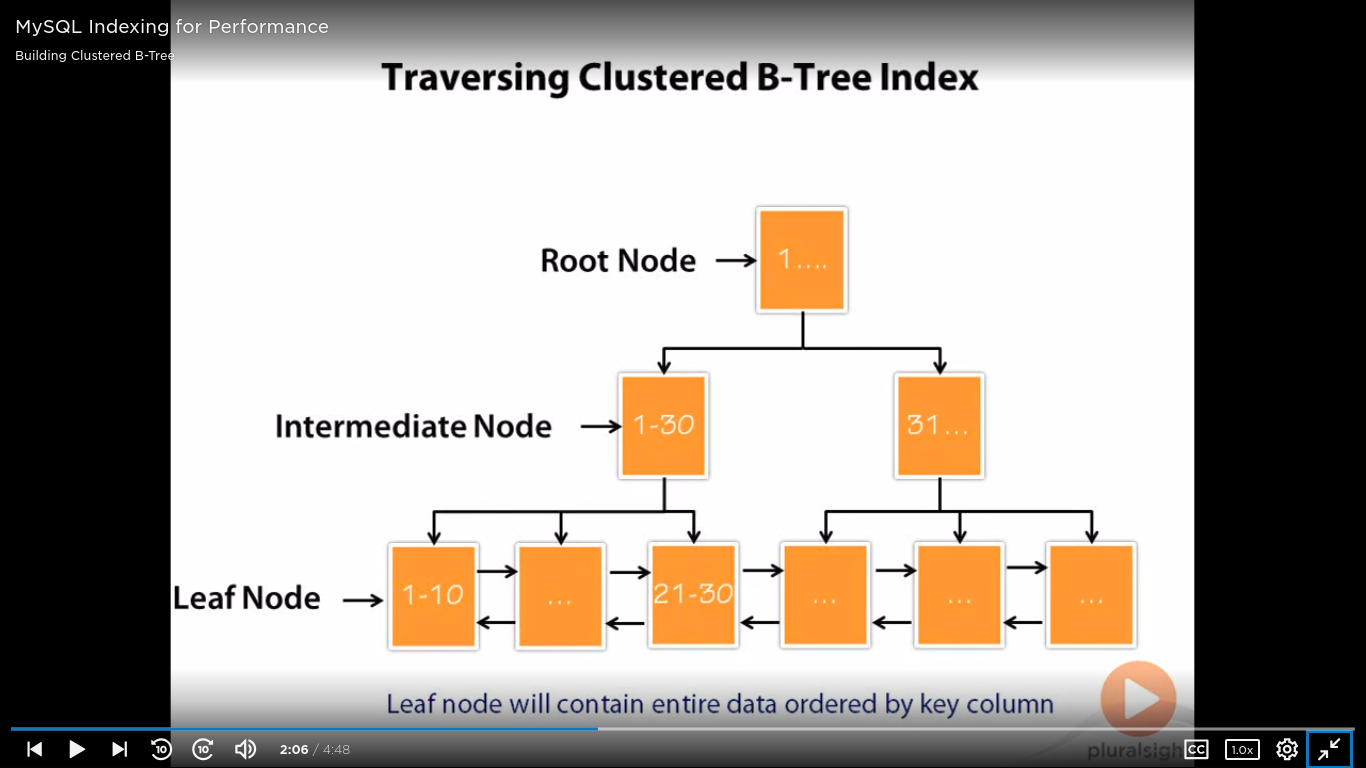 MySQL Indexing for Performance
Building Clustered B-Tree
Traversing Clustered B-Tree Index
Root Node
1....
Intermediate Node
1-30
31...
Leaf Node
1-10
...
21-30
...
...
...
Leaf node will contain entire data ordered by key column
pluralsigh
10
10
2:06 / 4:48
CC
1.0x